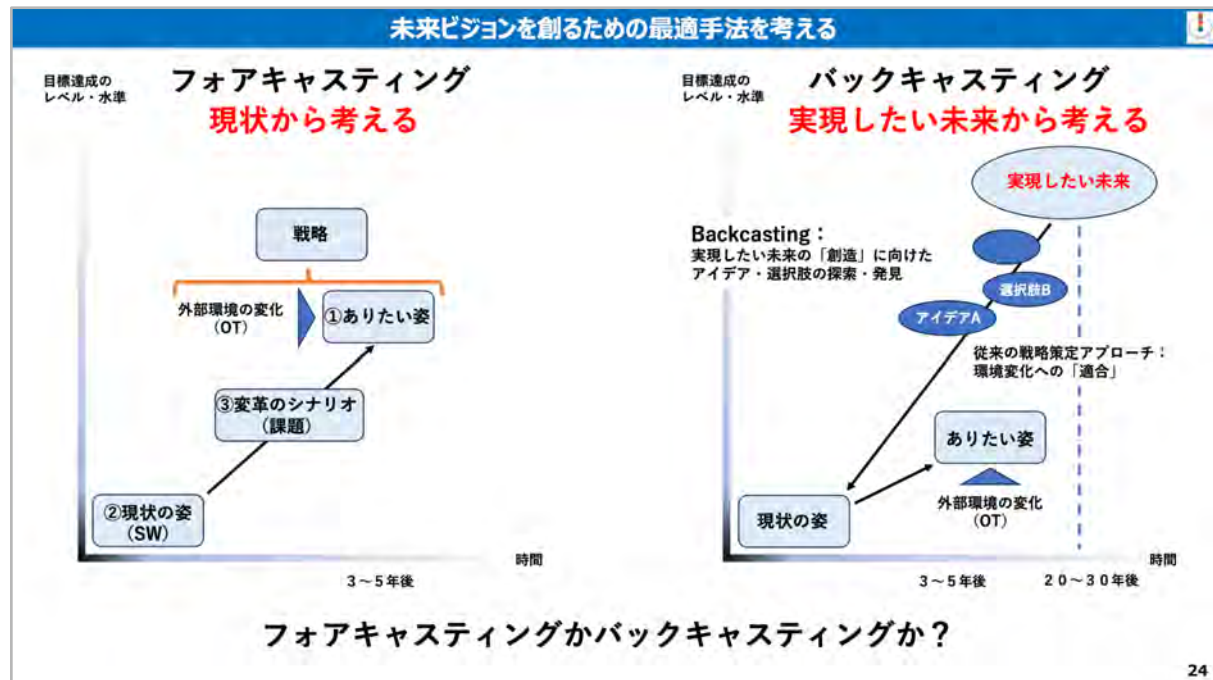 未来ビジョンを創るための最適手法を考える
目標達成の
レベル・水準
フォアキャスティング
現状から考える
戦略
外部環境の変化
(OT)
①ありたい姿
③変革のシナリオ
(課題)
②現状の姿
(SW)
時間
3～5年後
目標達成の
レベル・水準
バックキャスティング
実現したい未来から考える
実現したい未来
Backcasting：
実現したい未来の「創造」に向けた
アイデア・選択肢の探索・発見
選択肢B
アイデアA
従来の戦略策定アプローチ：
環境変化への「適合」
ありたい姿
現状の姿
外部環境の変化
(OT)
時間
3～5年後
20～30年後
フォアキャスティングかバックキャスティングか？
24